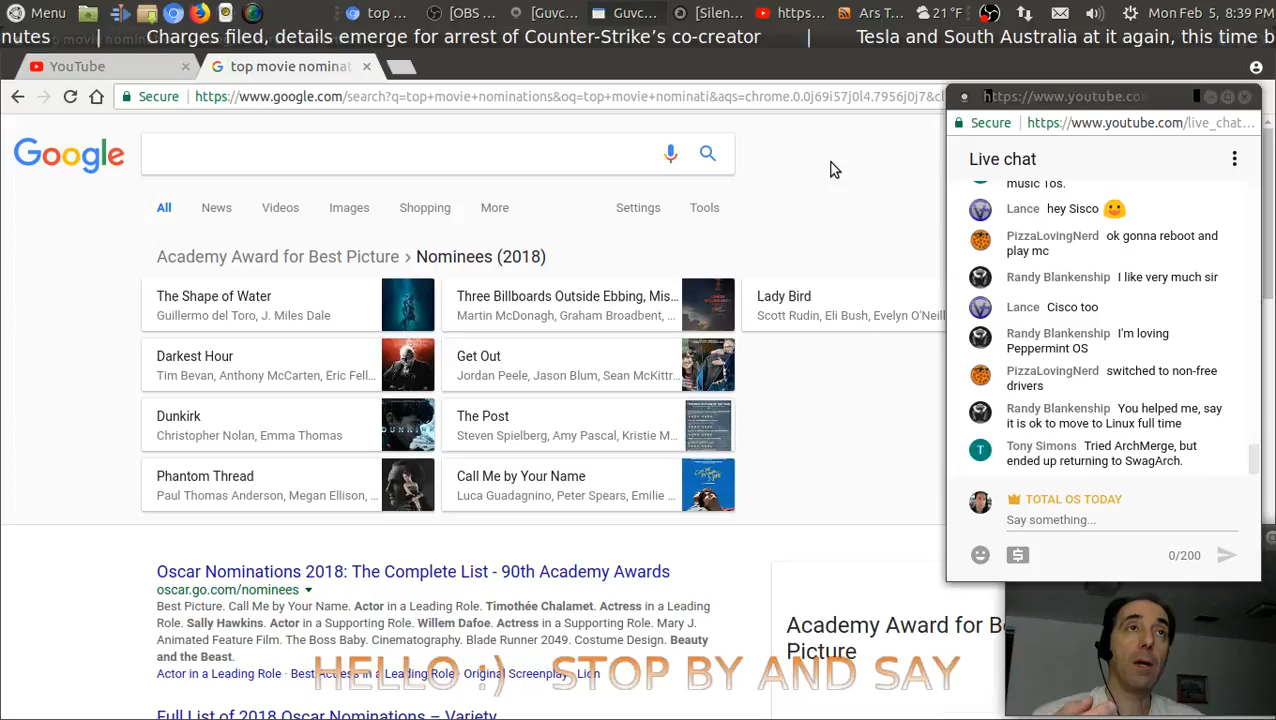 Menu
top ...
[OBS ...
[Guvc...
Guvc...
[Silen...
https...
Ars T...
21 °F
Mon Feb 5, 8:39 PM
nutes | Charges filed, details emerge for arrest of Counter-Strike's co-creator | Tesla and South Australia at it again, this time b
YouTube
top movie nominat
Secure
https://www.google.com/search?q=top+movie+nominations&oq=top+movie+nominati&aqs=chrome.0.0j69i57j0l4.7956j0j7&cl
Google
All
News
Videos
Images
Shopping
More
Settings
Tools
Academy Award for Best Picture › Nominees (2018)
The Shape of Water
Guillermo del Toro, J. Miles Dale
Three Billboards Outside Ebbing, Mis...
Martin McDonagh, Graham Broadbent, ...
Lady Bird
Scott Rudin, Eli Bush, Evelyn O'Neill
Darkest Hour
Tim Bevan, Anthony McCarten, Eric Fell...
Get Out
Jordan Peele, Jason Blum, Sean McKittr...
Dunkirk
Christopher Nolan, Emma Thomas
The Post
Steven Spielberg, Amy Pascal, Kristie M...
Phantom Thread
Paul Thomas Anderson, Megan Ellison, ...
Call Me by Your Name
Luca Guadagnino, Peter Spears, Emilie ...
Oscar Nominations 2018: The Complete List - 90th Academy Awards
oscar.go.com/nominees
Best Picture. Call Me by Your Name. Actor in a Leading Role. Timothée Chalamet. Actress in a Leading
Role. Sally Hawkins. Actor in a Supporting Role. Willem Dafoe. Actress in a Supporting Role. Mary J.
Animated Feature Film. The Boss Baby. Cinematography. Blade Runner 2049. Costume Design. Beauty
and the Beast.
Actor in a Leading Role · Best Actress in a Leading Role · Original Screenplay · Lion
Full List of 2018 Oscar Nominations – Variety
Academy Award for Be
Picture
HELLO :) STOP BY AND SAY
https://www.youtube.co
Secure
https://www.youtube.com/live_chat...
Live chat
music Tos.
Lance hey Sisco
PizzaLovingNerd ok gonna reboot and
play mc
Randy Blankenship I like very much sir
Lance Cisco too
Randy Blankenship I'm loving
Peppermint OS
PizzaLovingNerd switched to non-free
drivers
Randy Blankenship You helped me, say
it is ok to move to Linux full time
T
Tony Simons Tried ArchMerge, but
ended up returning to SwagArch.
TOTAL OS TODAY
Say something...
0/200